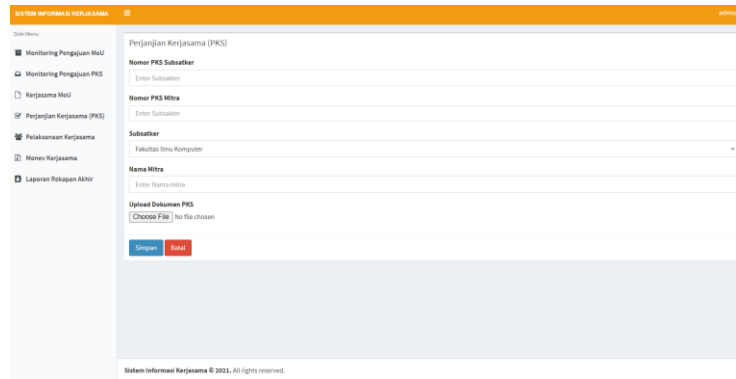 SISTEM INFORMASI KERJASAMA
admin
Side Menu
Monitoring Pengajuan MoU
Monitoring Pengajuan PKS
Kerjasama MoU
Perjanjian Kerjasama (PKS)
Pelaksanaan Kerjasama
Monev Kerjasama
Laporan Rekapan Akhir
Perjanjian Kerjasama (PKS)
Nomor PKS Subsatker
Enter Subsakter
Nomor PKS Mitra
Enter Subsakter
Subsatker
Fakultas Ilmu Komputer
Nama Mitra
Enter Nama mitra
Upload Dokumen PKS
Choose File No file chosen
Simpan Batal
Sistem Informasi Kerjasama © 2021. All rights reserved.